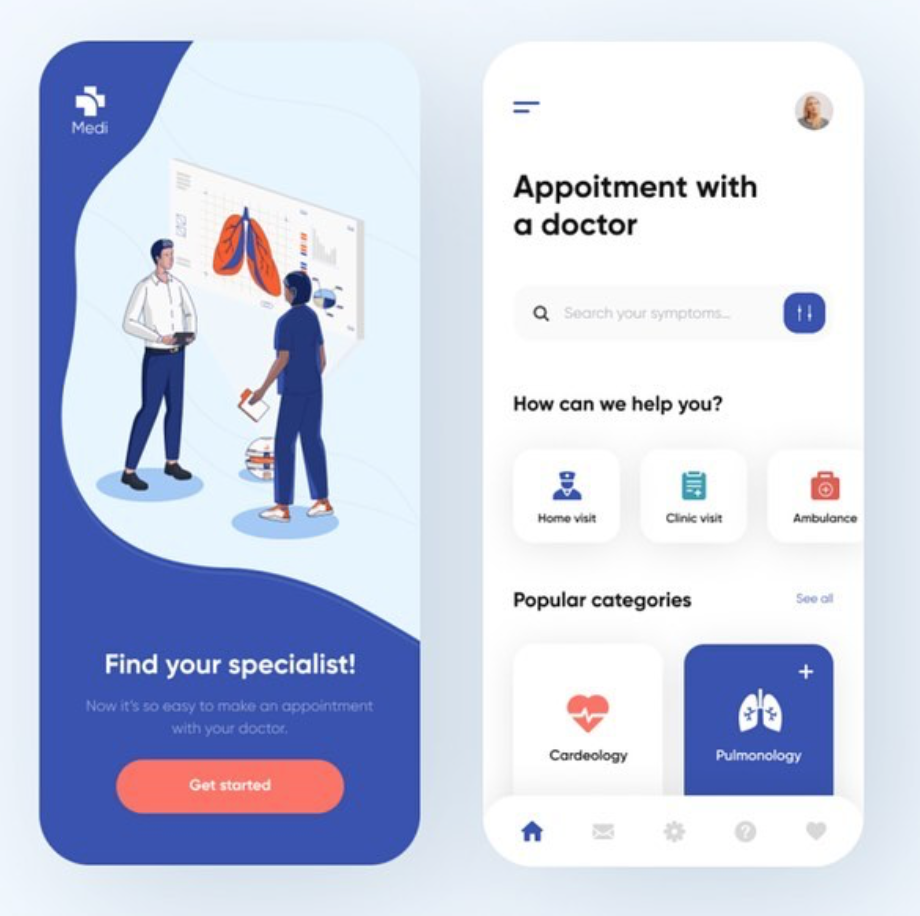 Medi
Find your specialist!
Now it's so easy to make an appointment
with your doctor.
Get started
Appoitment with
a doctor
Search your symptoms...
How can we help you?
Home visit
Clinic visit
Ambulance
Popular categories
See all
Cardeology
Pulmonology